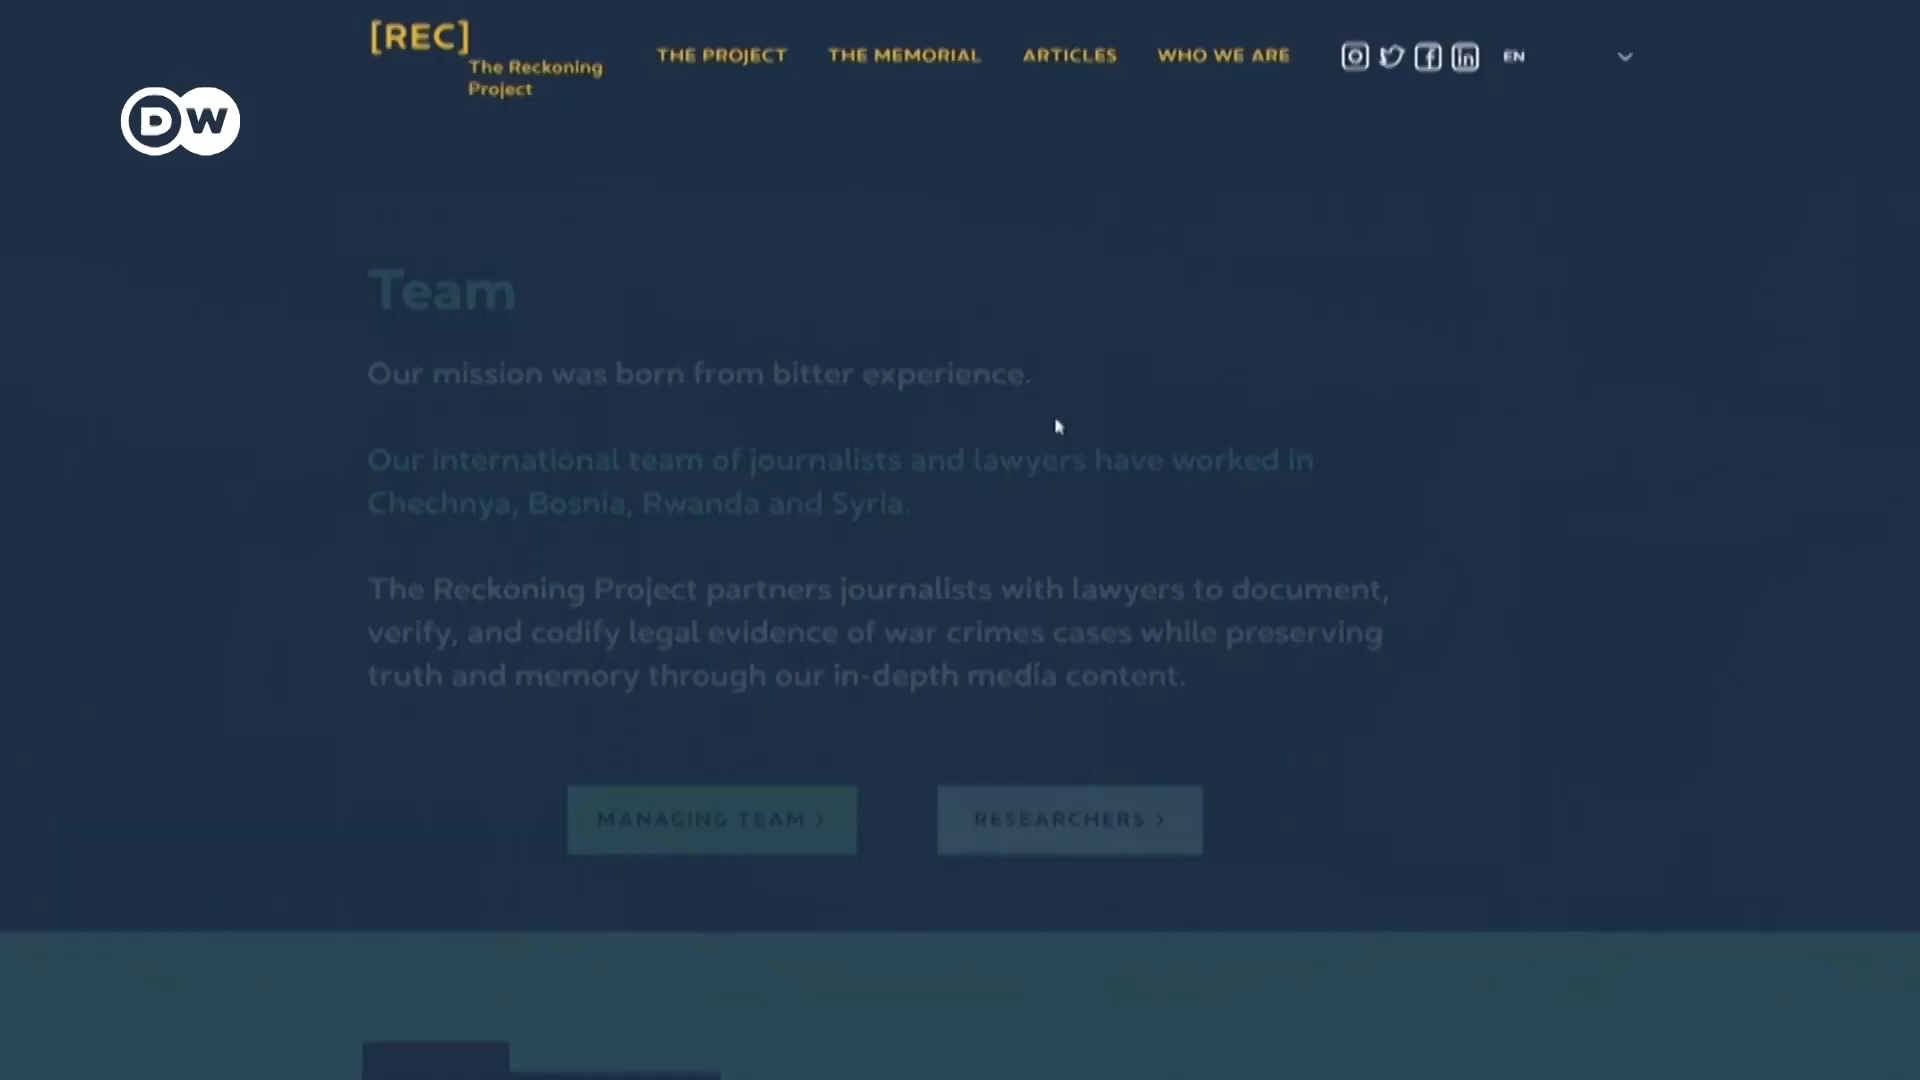 [REC]
The Reckoning
Project
THE PROJECT
THE MEMORIAL
ARTICLES
WHO WE ARE
EN
DW
Team
Our mission was born from bitter experience.
Our international team of journalists and lawyers have worked in
Chechnya, Bosnia, Rwanda and Syria.
The Reckoning Project partners journalists with lawyers to document,
verify, and codify legal evidence of war crimes cases while preserving
truth and memory through our in-depth media content.
MANAGING TEAM >
RESEARCHERS >